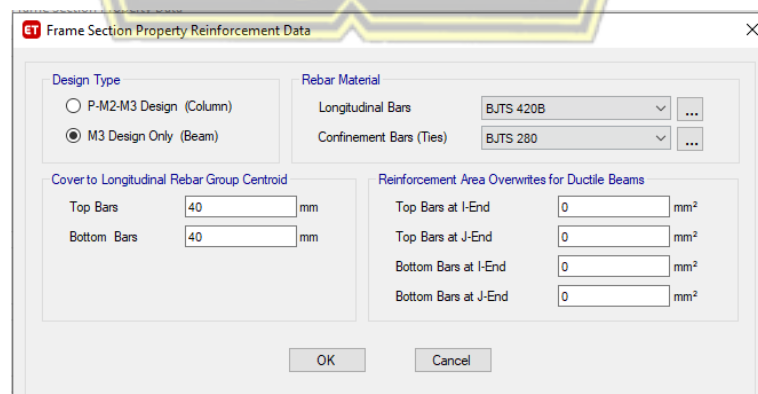 Frame Section Property Reinforcement Data
Design Type
P-M2-M3 Design (Column)
M3 Design Only (Beam)
Rebar Material
Longitudinal Bars BJTS 420B ...
Confinement Bars (Ties) BJTS 280 ...
Cover to Longitudinal Rebar Group Centroid
Top Bars 40 mm
Bottom Bars 40 mm
Reinforcement Area Overwrites for Ductile Beams
Top Bars at I-End 0 mm²
Top Bars at J-End 0 mm²
Bottom Bars at I-End 0 mm²
Bottom Bars at J-End 0 mm²
OK Cancel